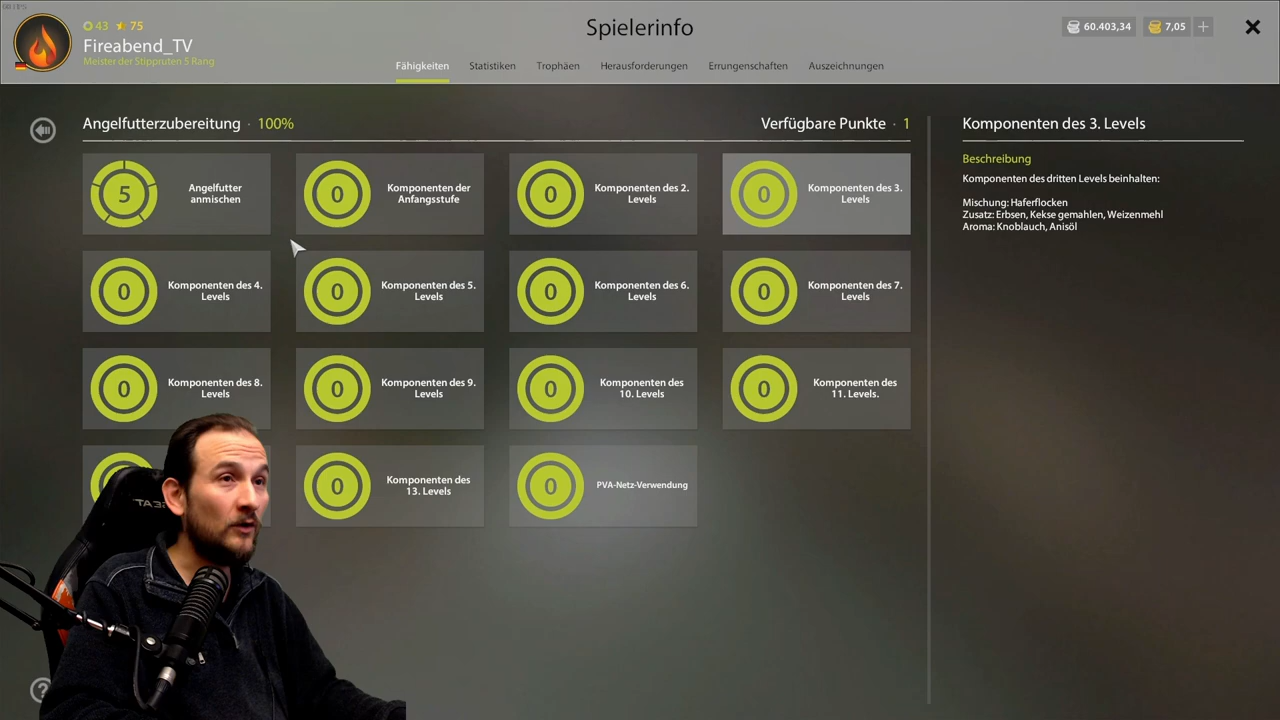 43 75
Fireabend_TV
Meister der Stippruten 5 Rang
Spielerinfo
60.403,34
7,05 +
Fähigkeiten Statistiken Trophäen Herausforderungen Errungenschaften Auszeichnungen
Angelfutterzubereitung · 100%
Verfügbare Punkte · 1
5
Angelfutter
anmischen
0
Komponenten der
Anfangsstufe
0
Komponenten des 2.
Levels
0
Komponenten des 3.
Levels
0
Komponenten des 4.
Levels
0
Komponenten des 5.
Levels
0
Komponenten des 6.
Levels
0
Komponenten des 7.
Levels
0
Komponenten des 8.
Levels
0
Komponenten des 9.
Levels
0
Komponenten des
10. Levels
0
Komponenten des
11. Levels.
0
Komponenten des
13. Levels
0
PVA-Netz-Verwendung
Komponenten des 3. Levels
Beschreibung
Komponenten des dritten Levels beinhalten:
Mischung: Haferflocken
Zusatz: Erbsen, Kekse gemahlen, Weizenmehl
Aroma: Knoblauch, Anisöl
?